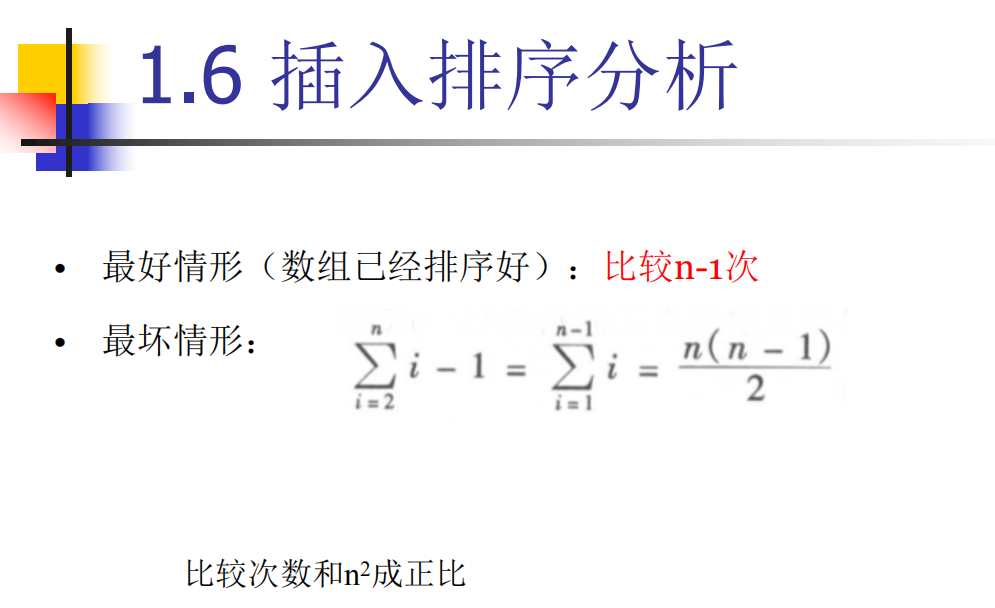 1.6 插入排序分析
• 最好情形（数组已经排序好）：比较n-1次
• 最坏情形： \sum_{i=2}^{n} i - 1 = \sum_{i=1}^{n-1} i = \frac{n(n-1)}{2}
比较次数和n²成正比